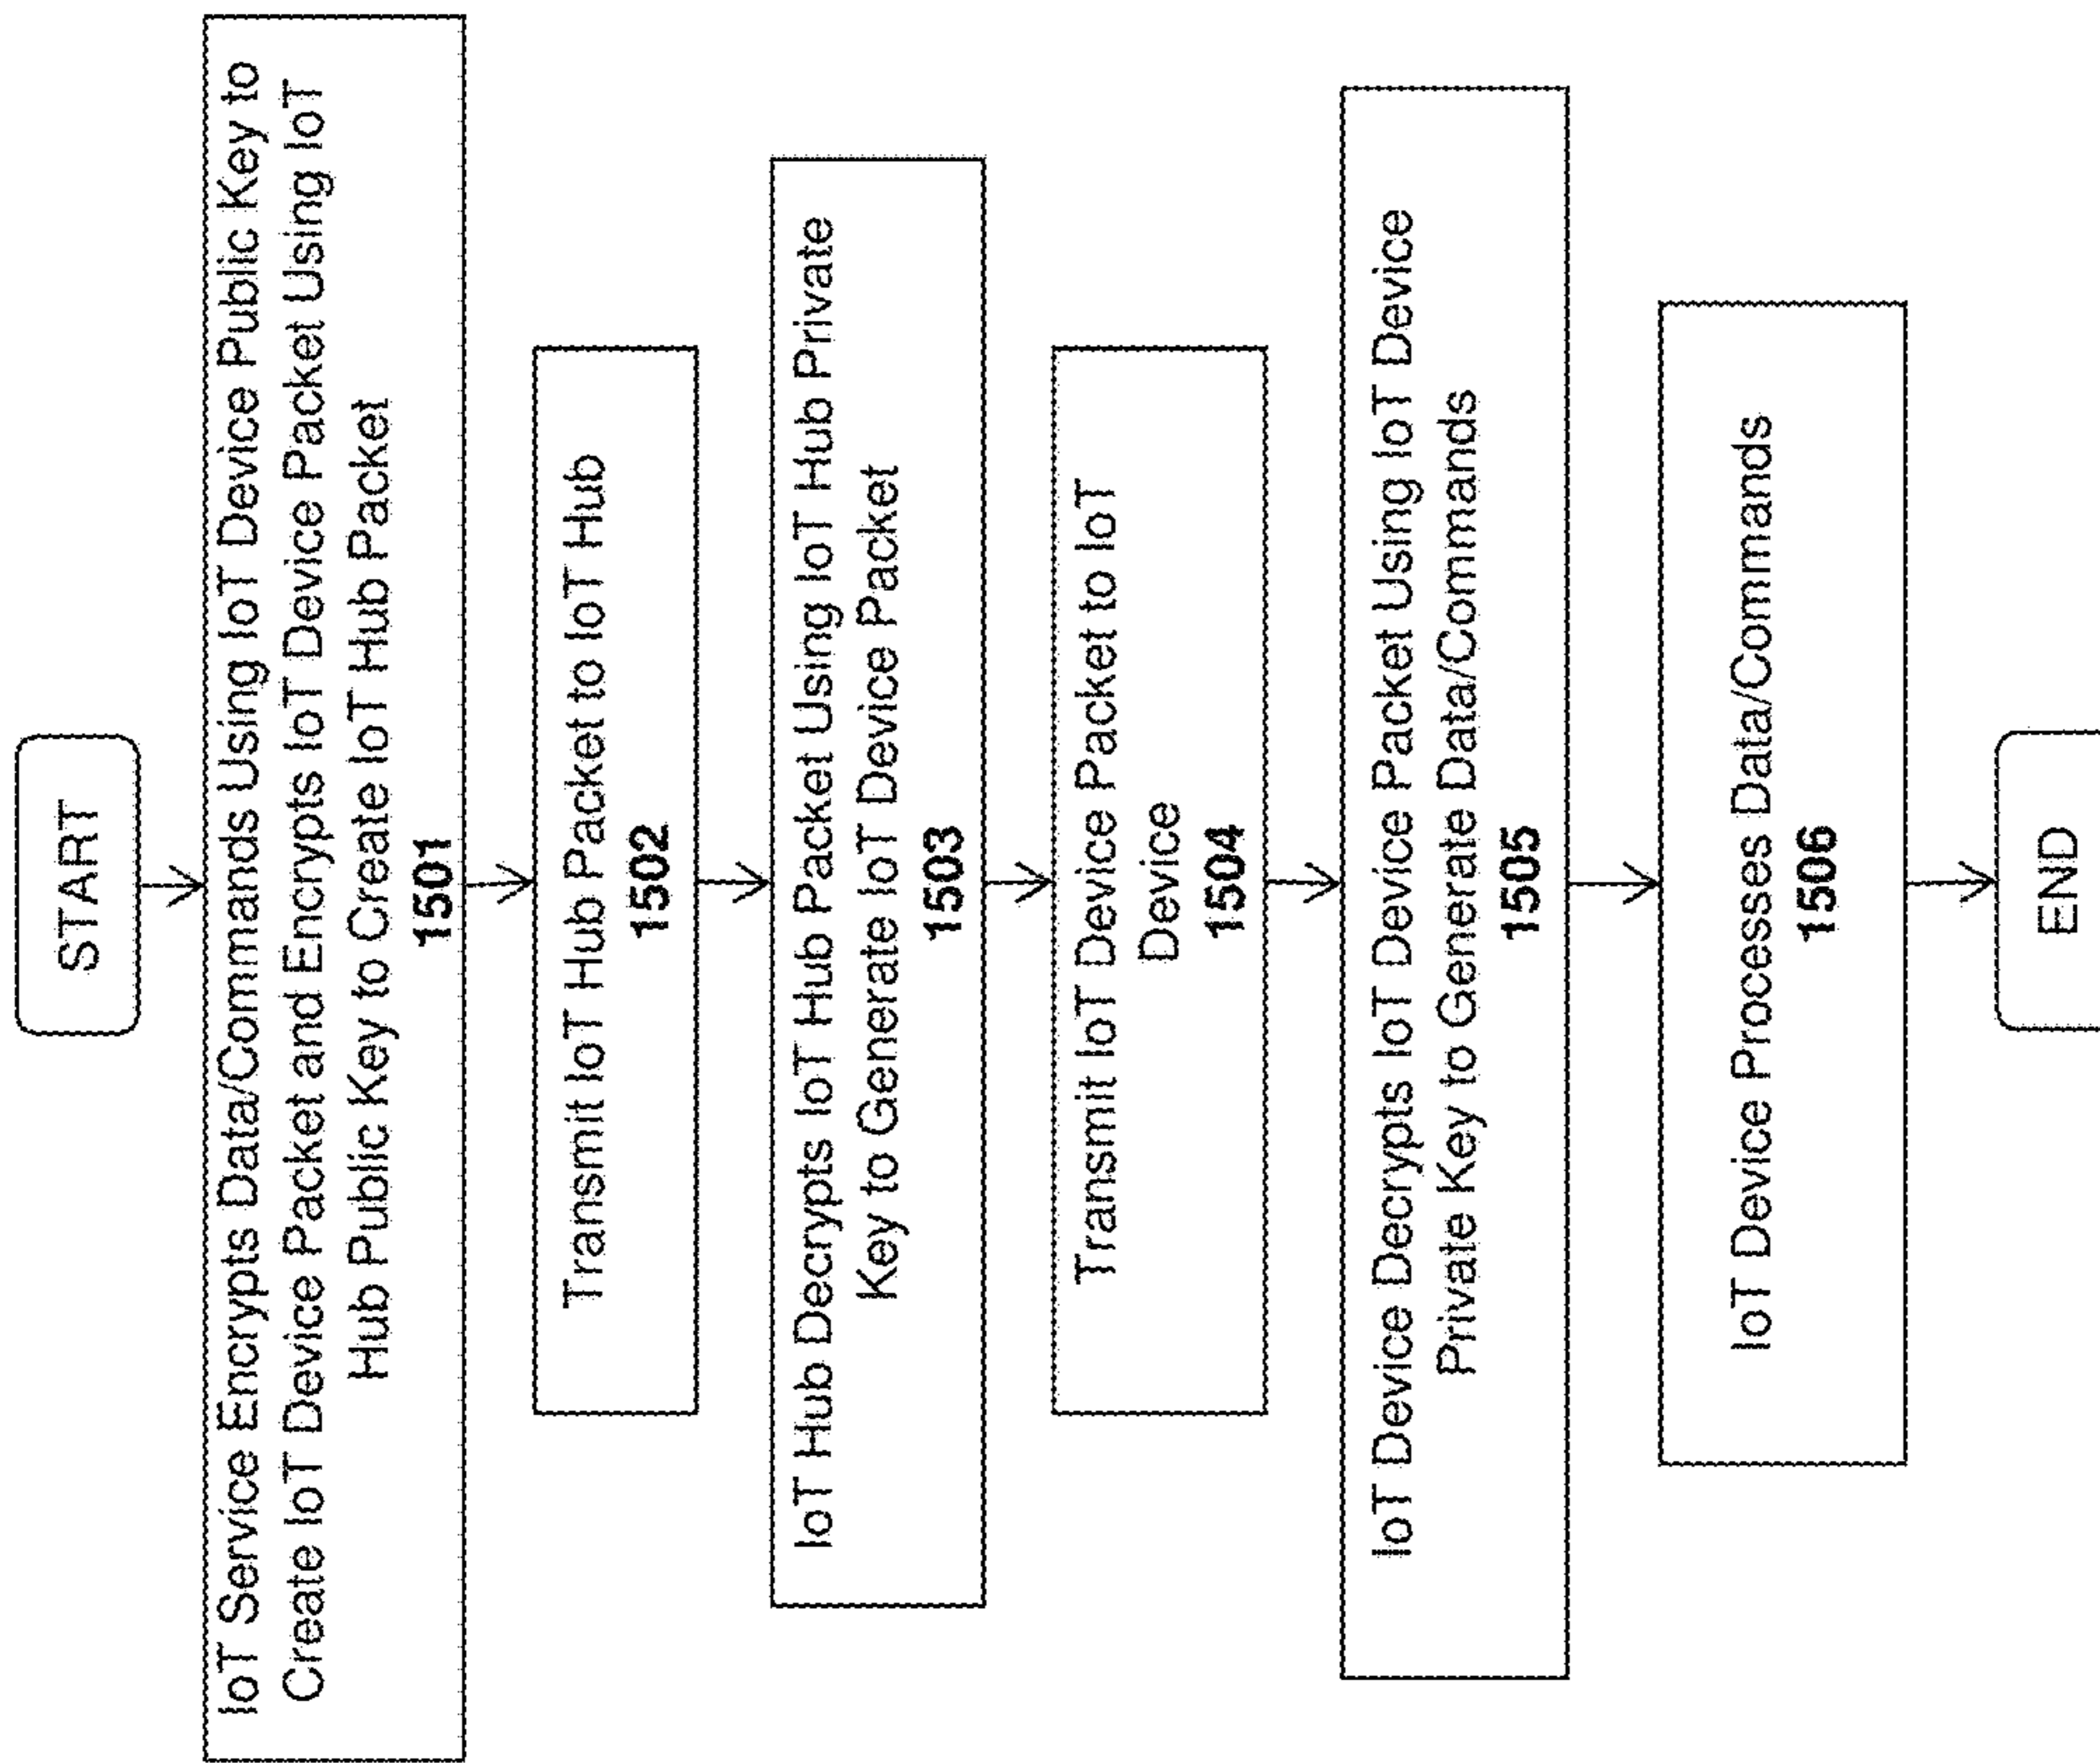 START
IoT Service Encrypts Data/Commands Using IoT Device Public Key to
Create IoT Device Packet and Encrypts IoT Device Packet Using IoT
Hub Public Key to Create IoT Hub Packet
1501
Transmit IoT Hub Packet to IoT Hub
1502
IoT Hub Decrypts IoT Hub Packet Using IoT Hub Private
Key to Generate IoT Device Packet
1503
Transmit IoT Device Packet to IoT
Device
1504
IoT Device Decrypts IoT Device Packet Using IoT Device
Private Key to Generate Data/Commands
1505
IoT Device Processes Data/Commands
1506
END